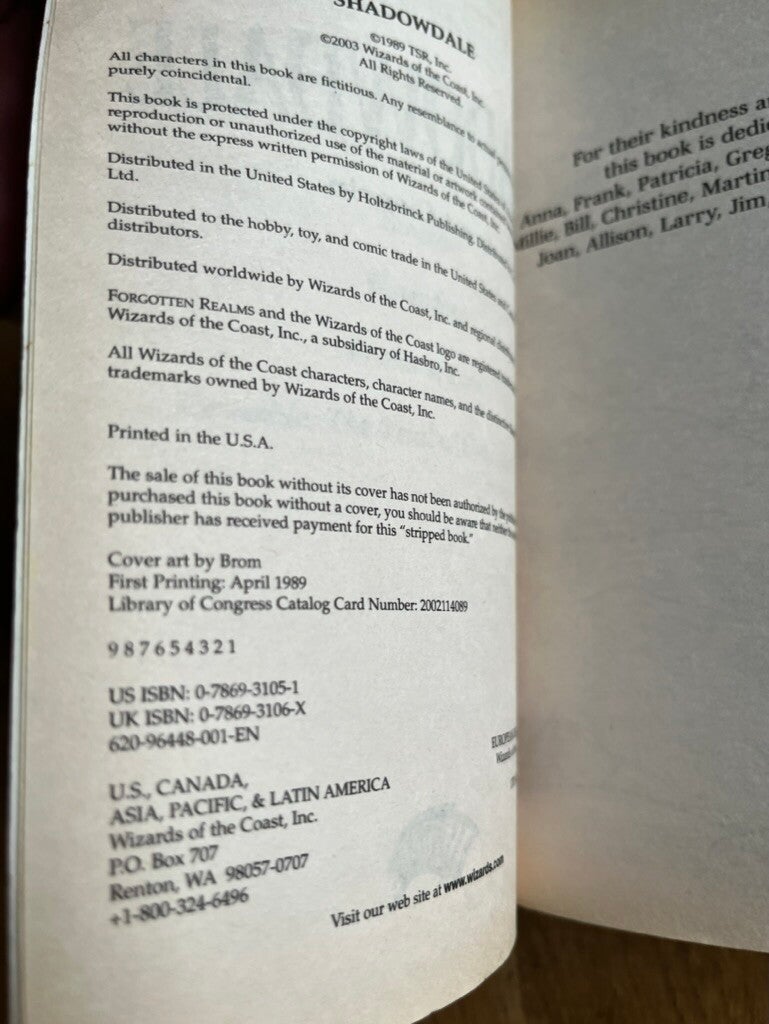 SHADOWDALE
©1989 TSR, Inc.
©2003 Wizards of the Coast, Inc.
All Rights Reserved.
All characters in this book are fictitious. Any resemblance to actual
purely coincidental.
This book is protected under the copyright laws of the United States of
reproduction or unauthorized use of the material or artwork
without the express written permission of Wizards of the Coast, Inc.
Distributed in the United States by Holtzbrinck Publishing. Distributed
Ltd.
Distributed to the hobby, toy, and comic trade in the United States and
distributors.
Distributed worldwide by Wizards of the Coast, Inc. and regional
FORGOTTEN REALMS and the Wizards of the Coast logo are registered
Wizards of the Coast, Inc., a subsidiary of Hasbro, Inc.
All Wizards of the Coast characters, character names, and the distinctive
trademarks owned by Wizards of the Coast, Inc.
Printed in the U.S.A.
The sale of this book without its cover has not been authorized by the
purchased this book without a cover, you should be aware that neither the
publisher has received payment for this "stripped book."
Cover art by Brom
First Printing: April 1989
Library of Congress Catalog Card Number: 2002114089
9 8 7 6 5 4 3 2 1
US ISBN: 0-7869-3105-1
UK ISBN: 0-7869-3106-X
620-96448-001-EN
U.S., CANADA,
ASIA, PACIFIC, & LATIN AMERICA
Wizards of the Coast, Inc.
P.O. Box 707
Renton, WA 98057-0707
+1-800-324-6496
Visit our web site at www.wizards.com
For their kindness
this book is
Anna, Frank, Patricia,
Bill, Christine, Martin
Jean, Allison, Larry, Jim,